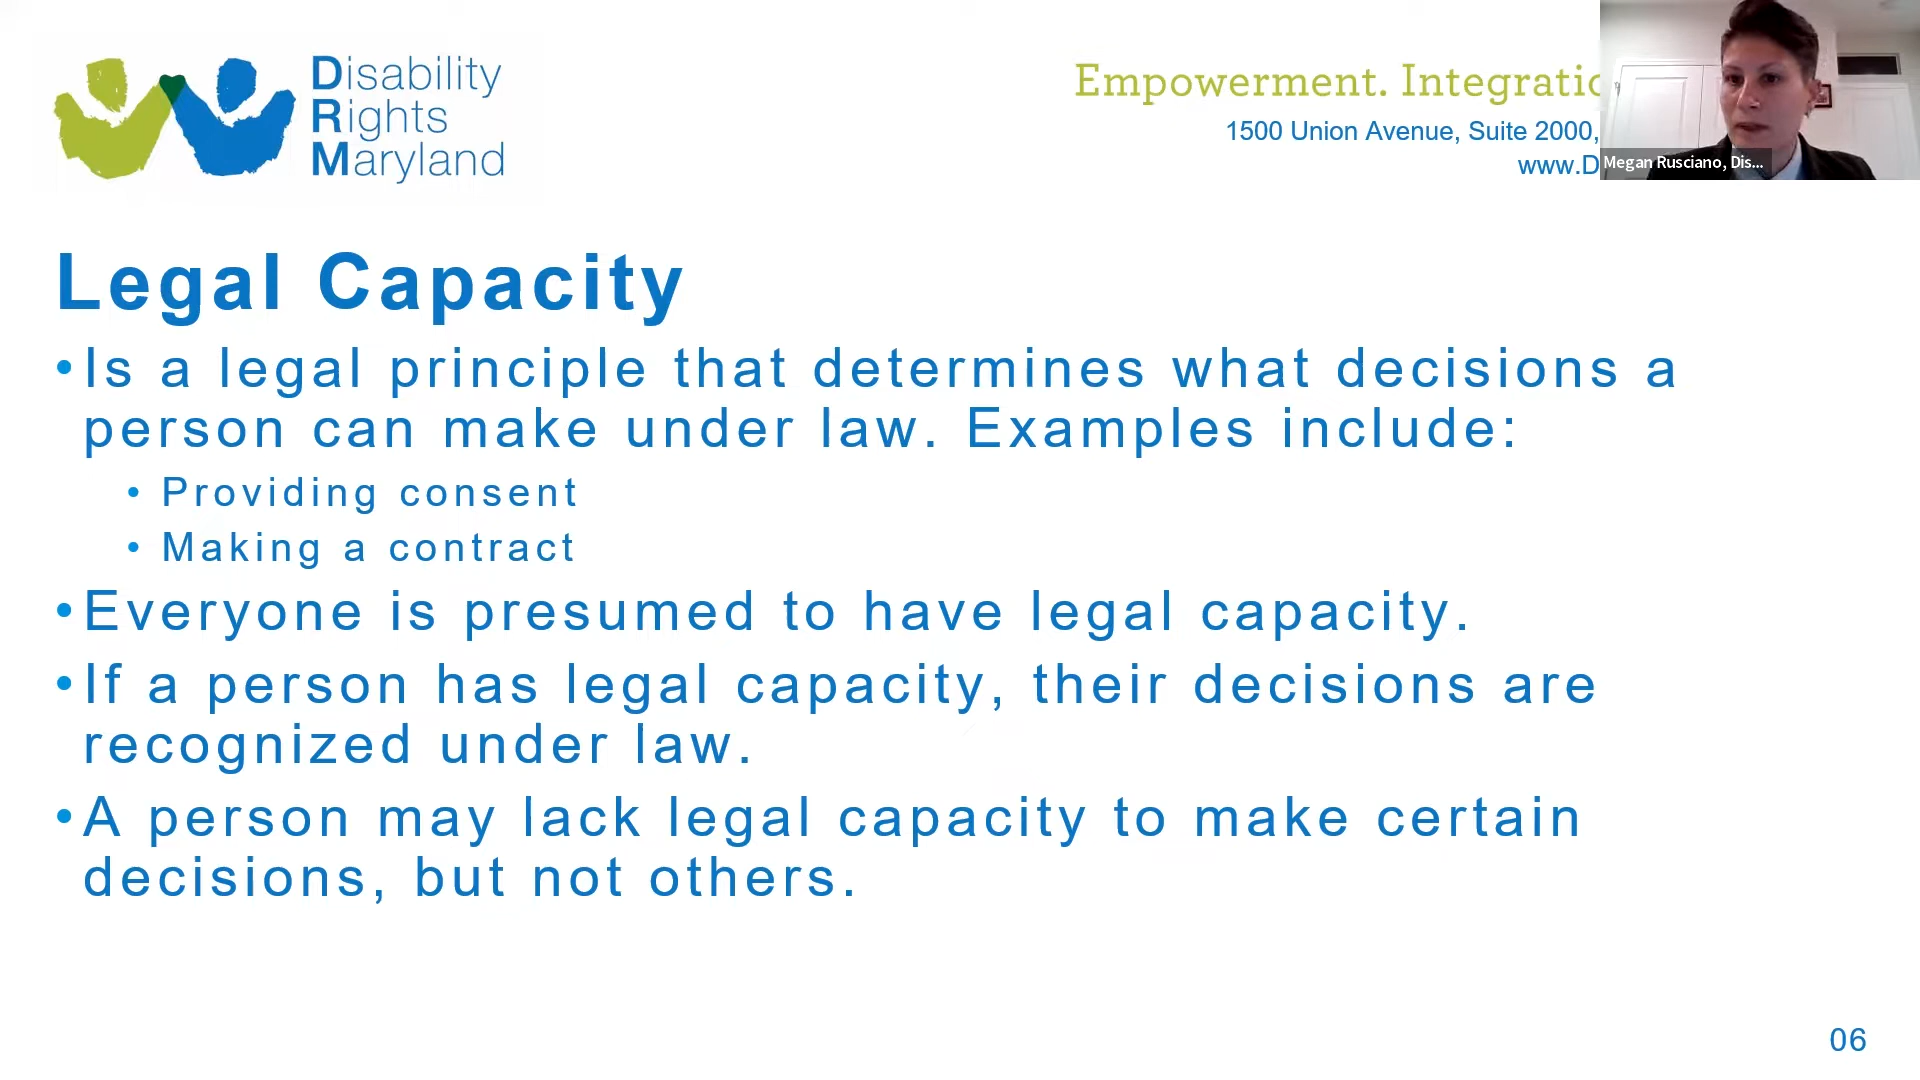 Disability
Rights
Maryland
Empowerment. Integratio
1500 Union Avenue, Suite 2000,
www.D
Megan Rusciano, Dis...
Legal Capacity
•Is a legal principle that determines what decisions a
person can make under law. Examples include:
• Providing consent
• Making a contract
•Everyone is presumed to have legal capacity.
•If a person has legal capacity, their decisions are
recognized under law.
•A person may lack legal capacity to make certain
decisions, but not others.
06